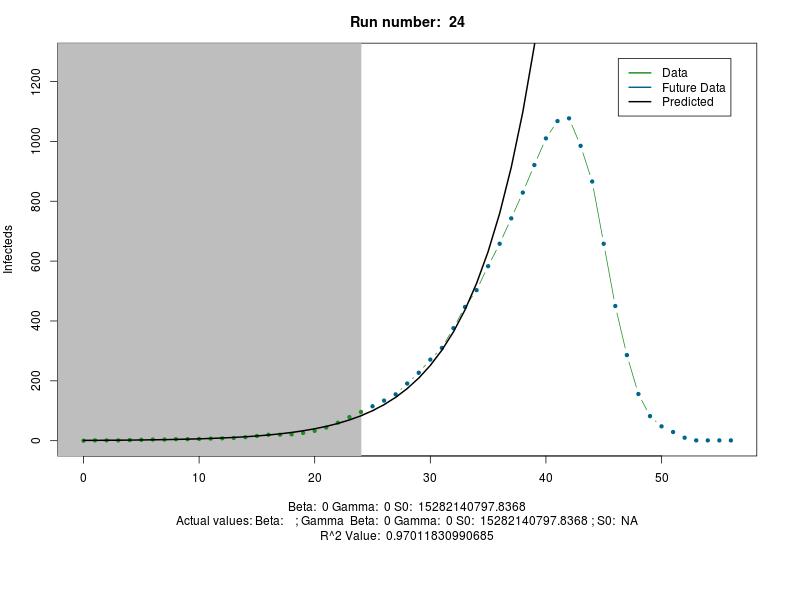 Run number: 24
Data
Future Data
Predicted
Infecteds
1200
1000
800
600
400
200
0
0 10 20 30 40 50
Beta: 0 Gamma: 0 S0: 15282140797.8368
Actual values: Beta: ; Gamma Beta: 0 Gamma: 0 S0: 15282140797.8368 ; S0: NA
R^2 Value: 0.97011830990685